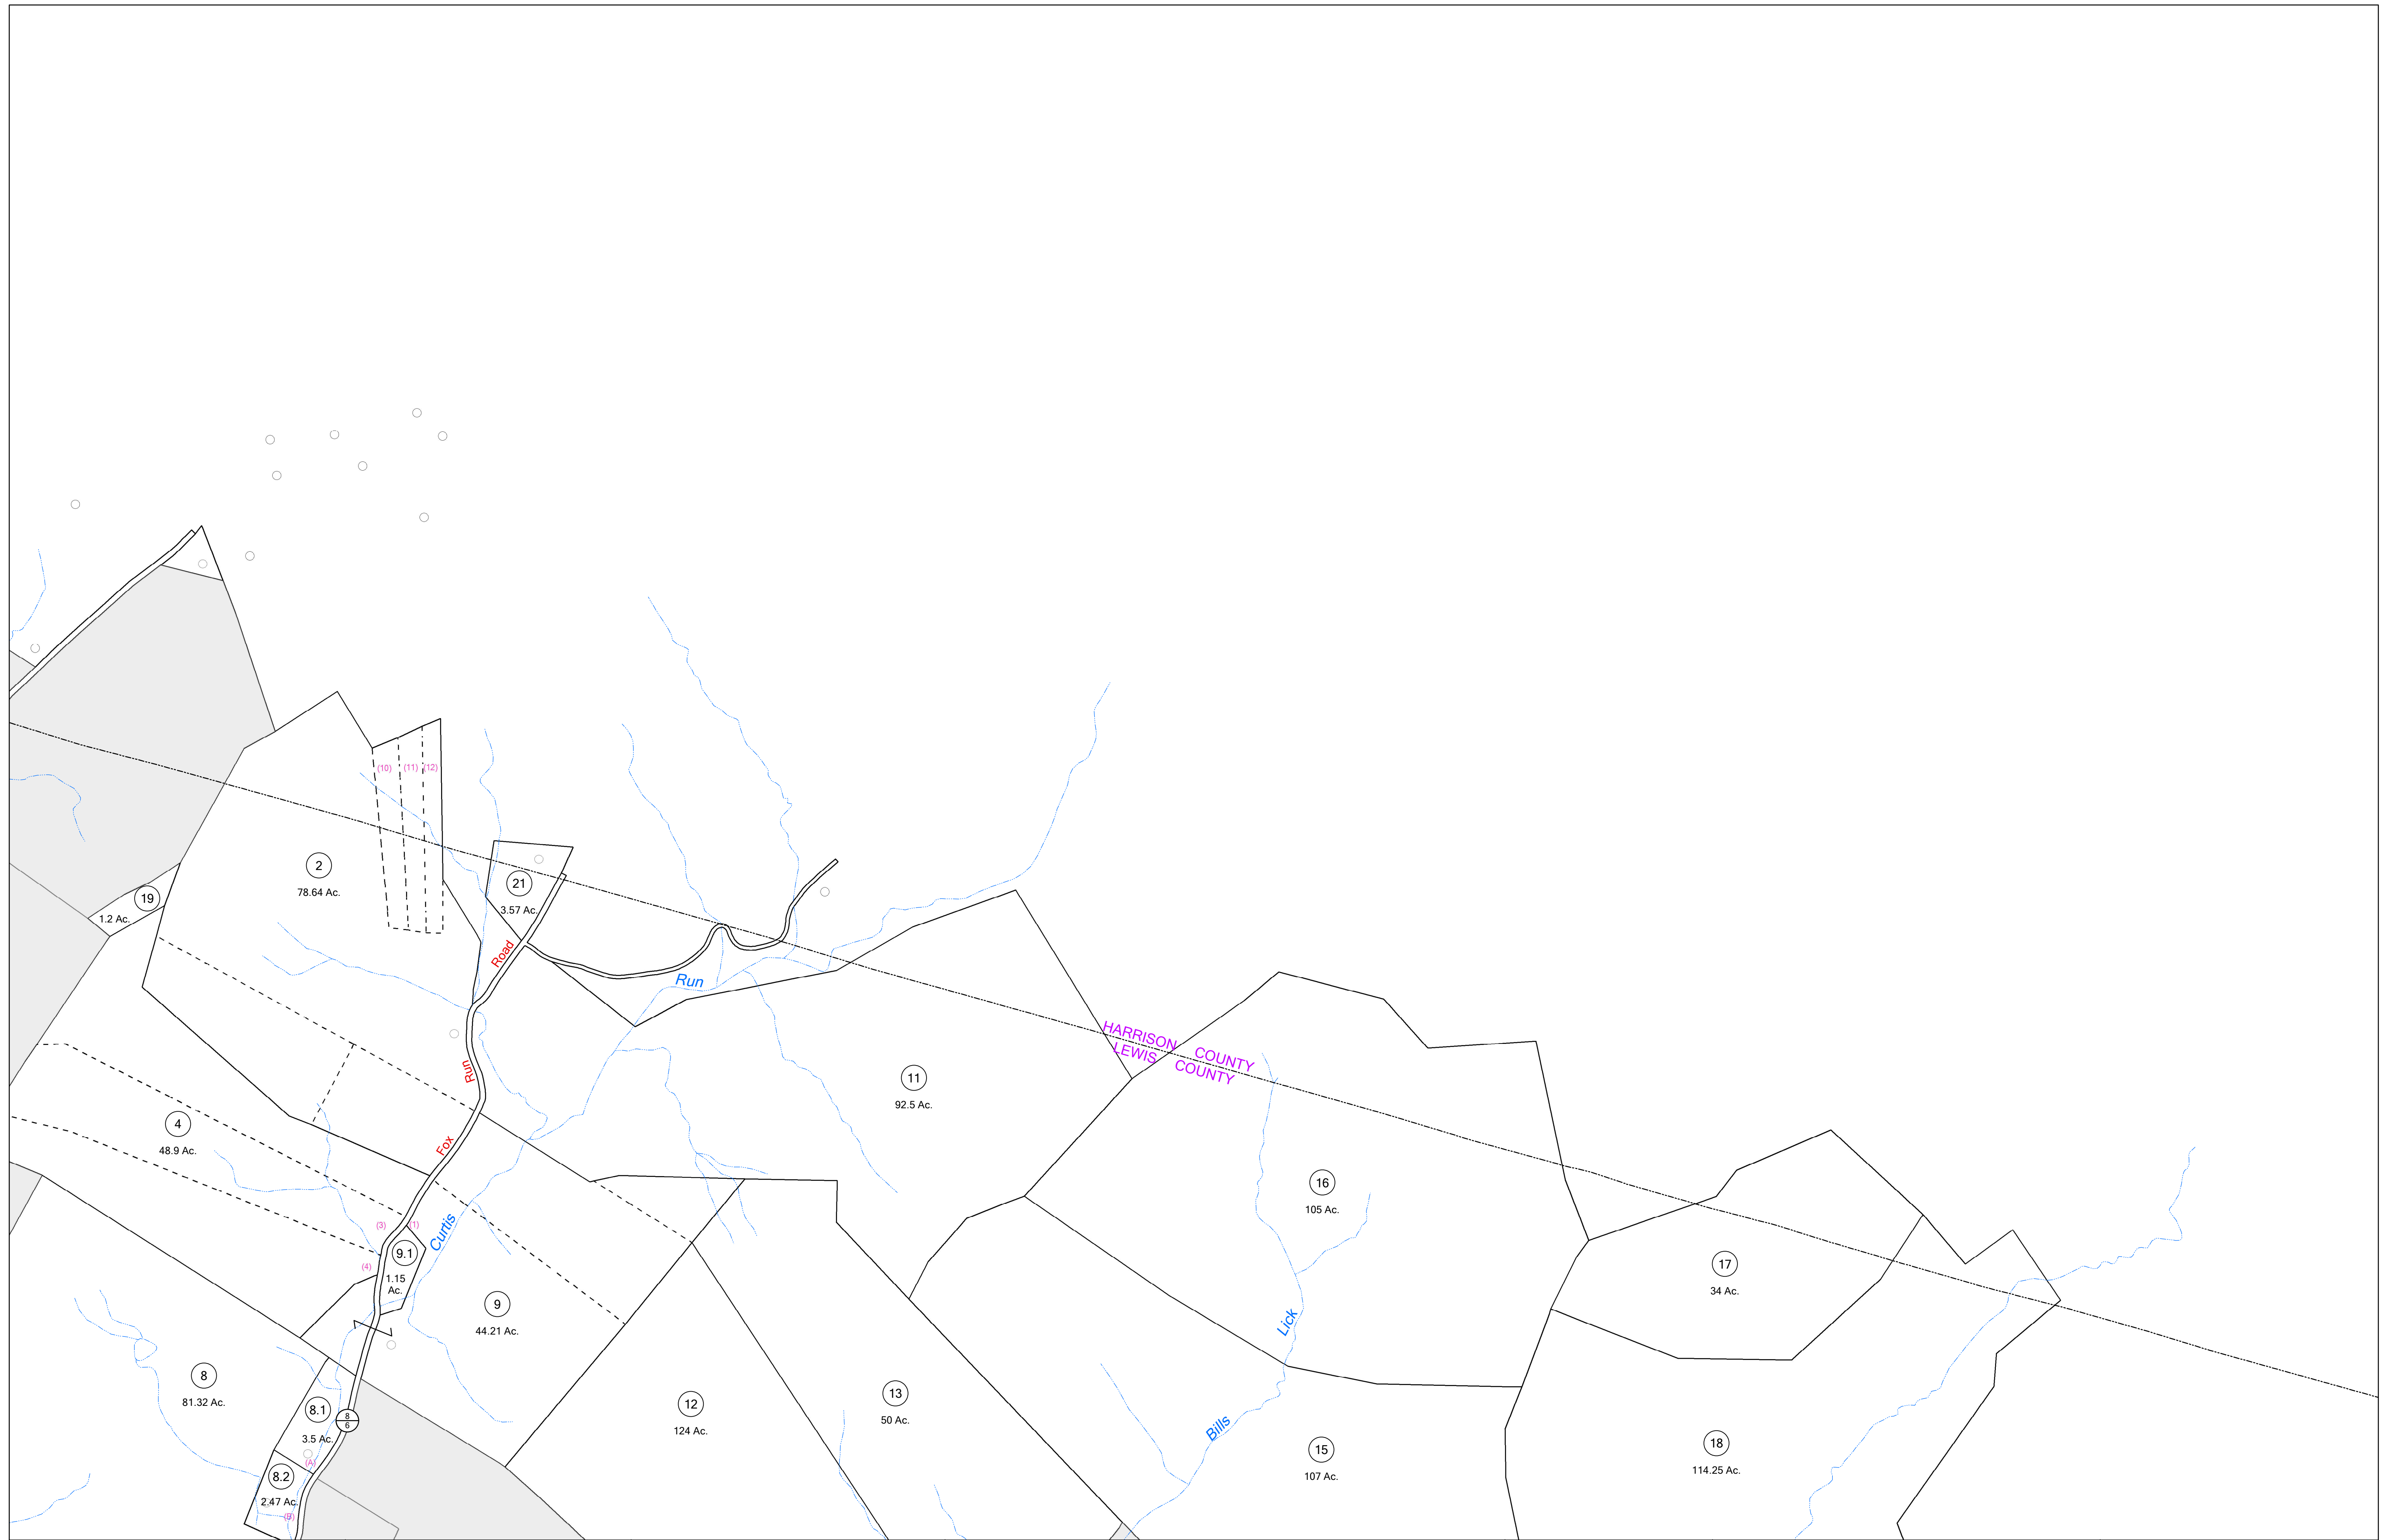 (10)
(11)
(12)
2
78.64 Ac.
21
3.57 Ac.
19
1.2 Ac.
Road
Run
HARRISON COUNTY
LEWIS COUNTY
Run
11
92.5 Ac.
4
48.9 Ac.
Fox
16
105 Ac.
(3)
(1)
Curtis
9.1
1.15
Ac.
(4)
17
34 Ac.
9
44.21 Ac.
Lick
8
81.32 Ac.
12
124 Ac.
13
50 Ac.
8.1
3.5 Ac.
8
6
Bills
15
107 Ac.
18
114.25 Ac.
(A)
8.2
2.47 Ac.
(B)